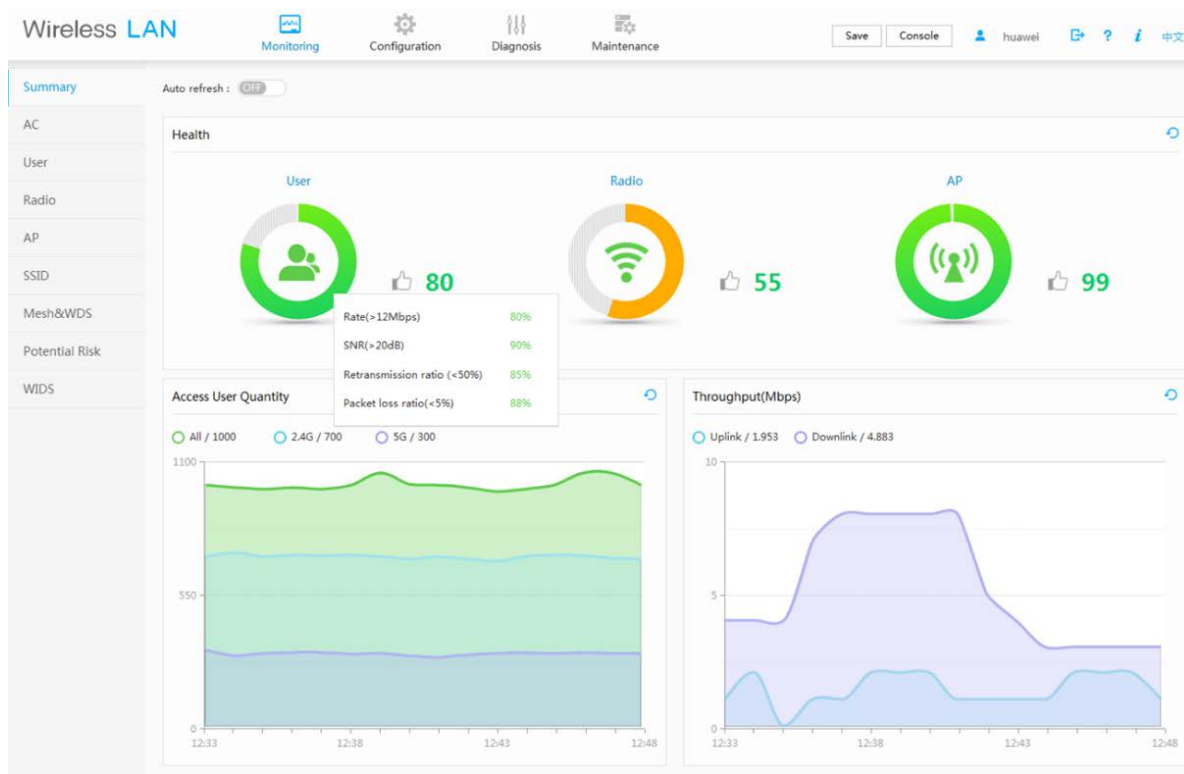 Wireless LAN
Monitoring Configuration Diagnosis Maintenance
Save Console huawei ? i 中文
Summary
AC
User
Radio
AP
SSID
Mesh&WDS
Potential Risk
WIDS
Auto refresh : OFF
Health
User Radio AP
80 55 99
Rate(>12Mbps) 80%
SNR(>20dB) 90%
Retransmission ratio (<50%) 85%
Packet loss ratio(<5%) 88%
Access User Quantity
All / 1000 2.4G / 700 5G / 300
1100
550
0
12:33 12:38 12:43 12:48
Throughput(Mbps)
Uplink / 1.953 Downlink / 4.883
10
5
0
12:33 12:38 12:43 12:48